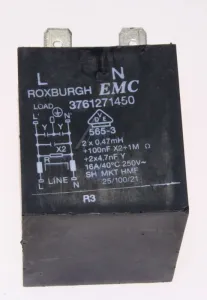 L N
ROXBURGH EMC
LOAD 3761271450
565-3
2 x 0,47mH
+100nF X2+1M Ω
+2x4.7nF Y
16A/40°C 250V~
SH MKT HMF
25/100/21
X2
L LINE N
R3